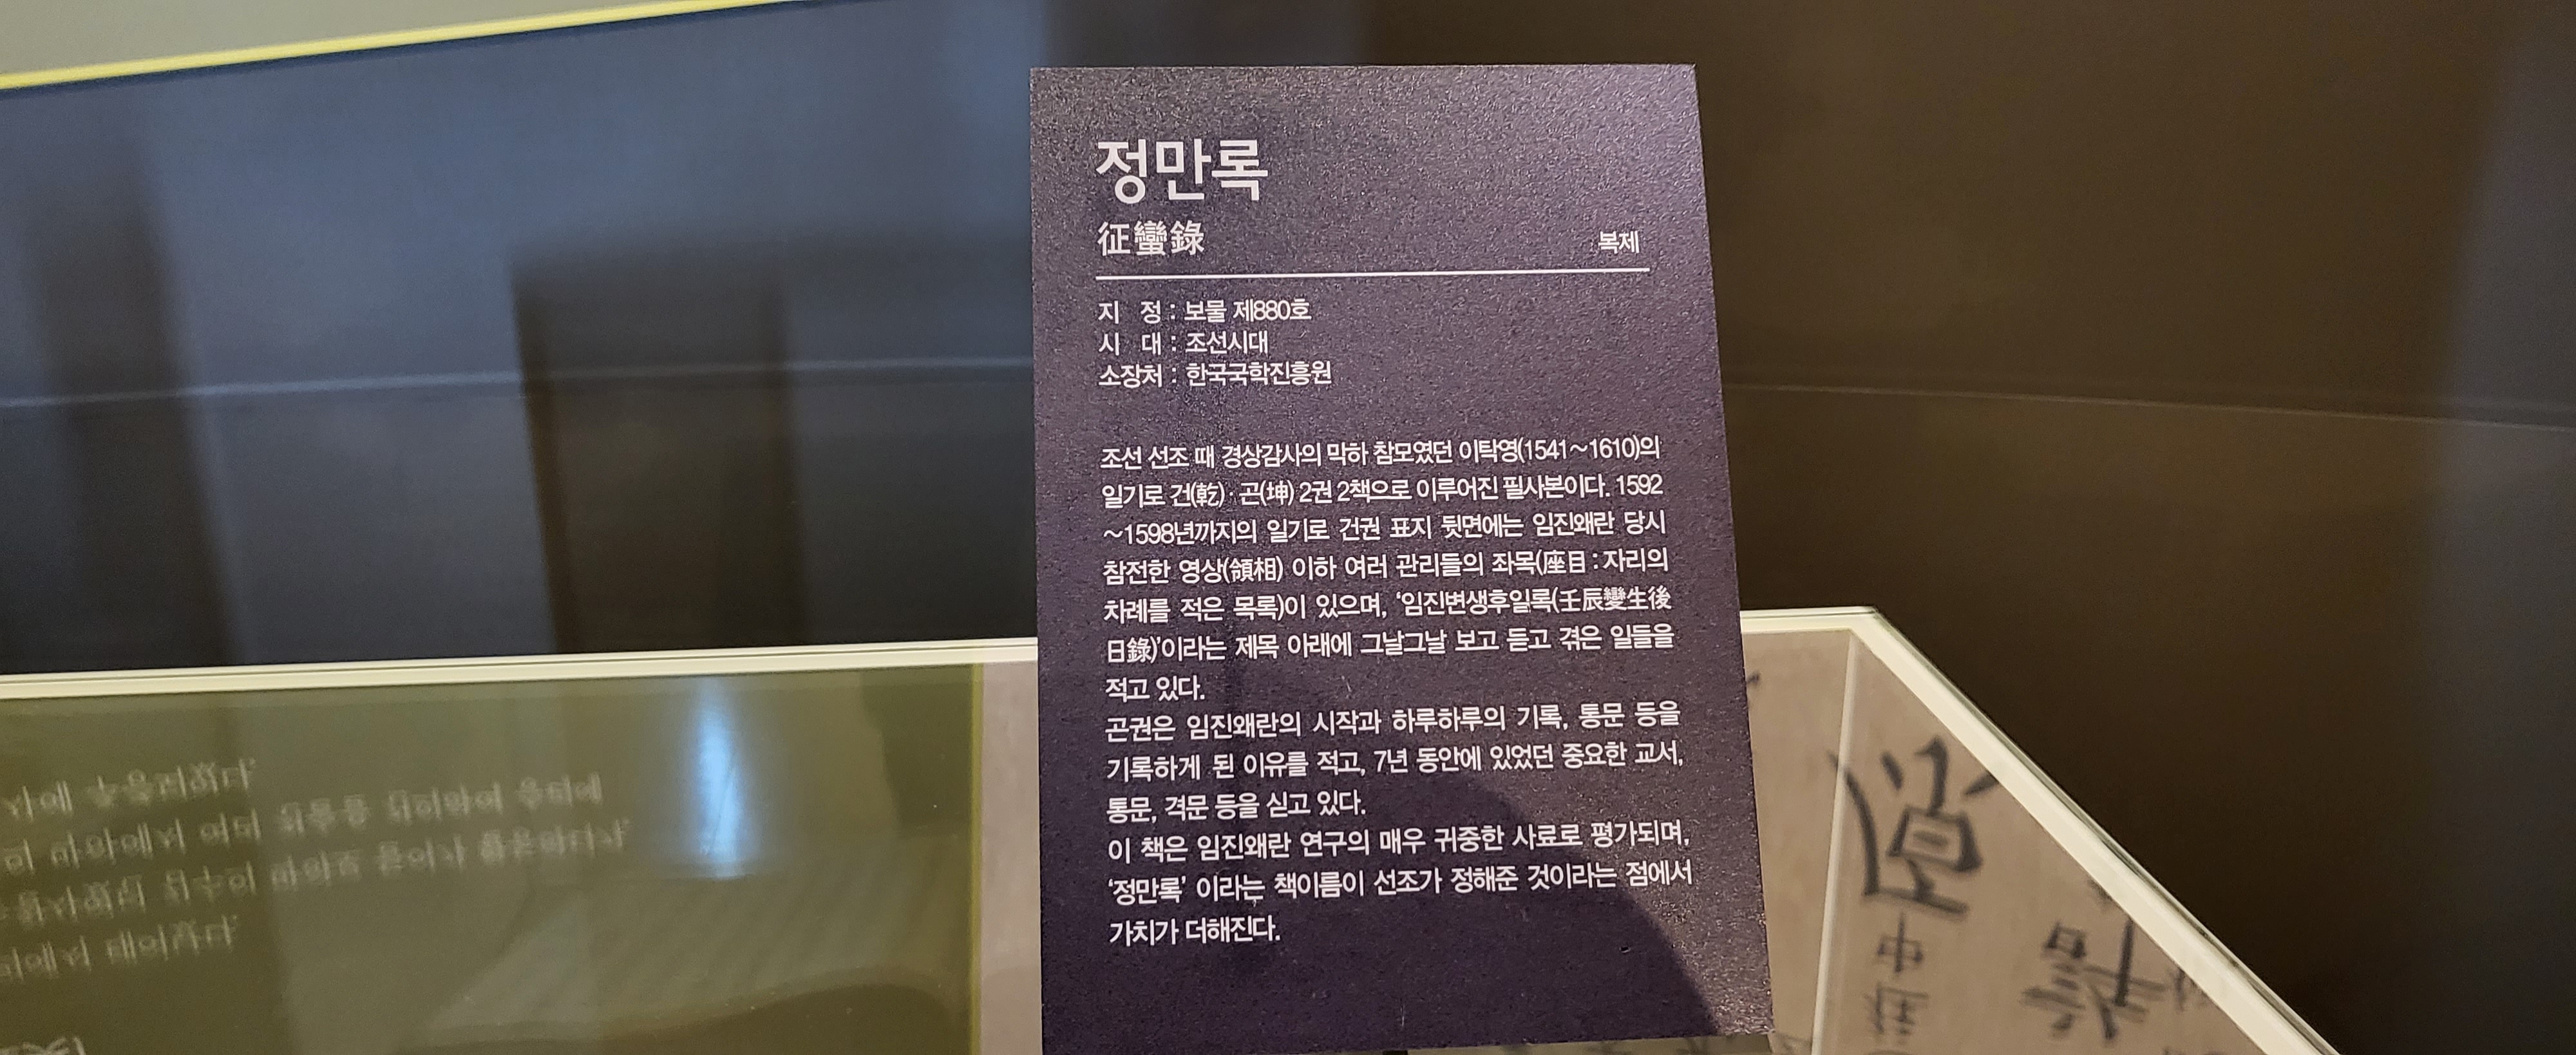 정만록
征蠻錄
복제
지 정 : 보물 제880호
시 대 : 조선시대
소장처 : 한국국학진흥원
조선 선조 때 경상감사의 막하 참모였던 이탁영(1541~1610)의
일기로 건(乾)· 곤(坤) 2권 2책으로 이루어진 필사본이다. 1592
~1598년까지의 일기로 건권 표지 뒷면에는 임진왜란 당시
참전한 영상(領相) 이하 여러 관리들의 좌목(座目 : 자리의
차례를 적은 목록)이 있으며, ‘임진변생후일록(壬辰變生後
日錄)’이라는 제목 아래에 그날그날 보고 듣고 겪은 일들을
적고 있다.
곤권은 임진왜란의 시작과 하루하루의 기록, 통문 등을
기록하게 된 이유를 적고, 7년 동안에 있었던 중요한 교서,
통문, 격문 등을 싣고 있다.
이 책은 임진왜란 연구의 매우 귀중한 사료로 평가되며,
‘정만록’ 이라는 책이름이 선조가 정해준 것이라는 점에서
가치가 더해진다.